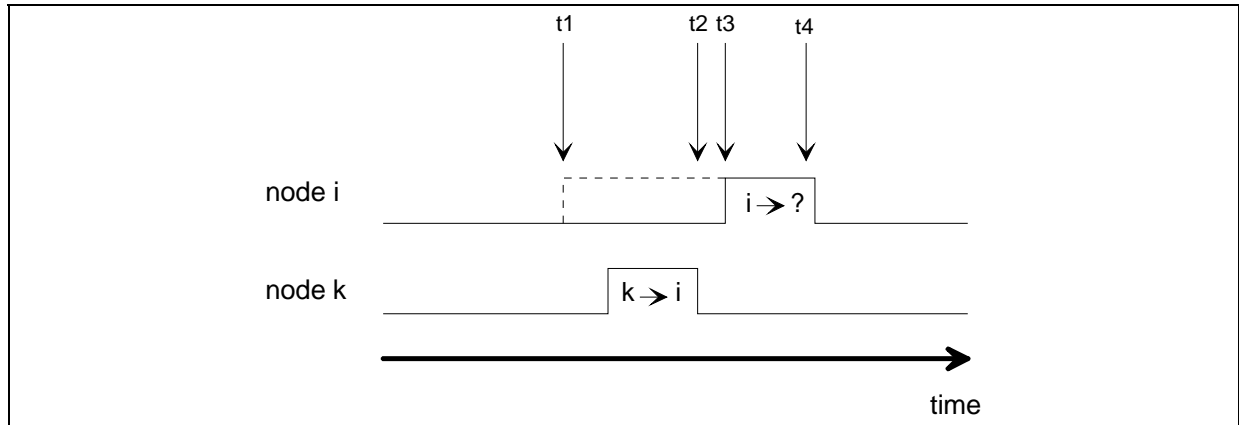 t1 t2 t3 t4
node i
i → ?
node k
k → i
time